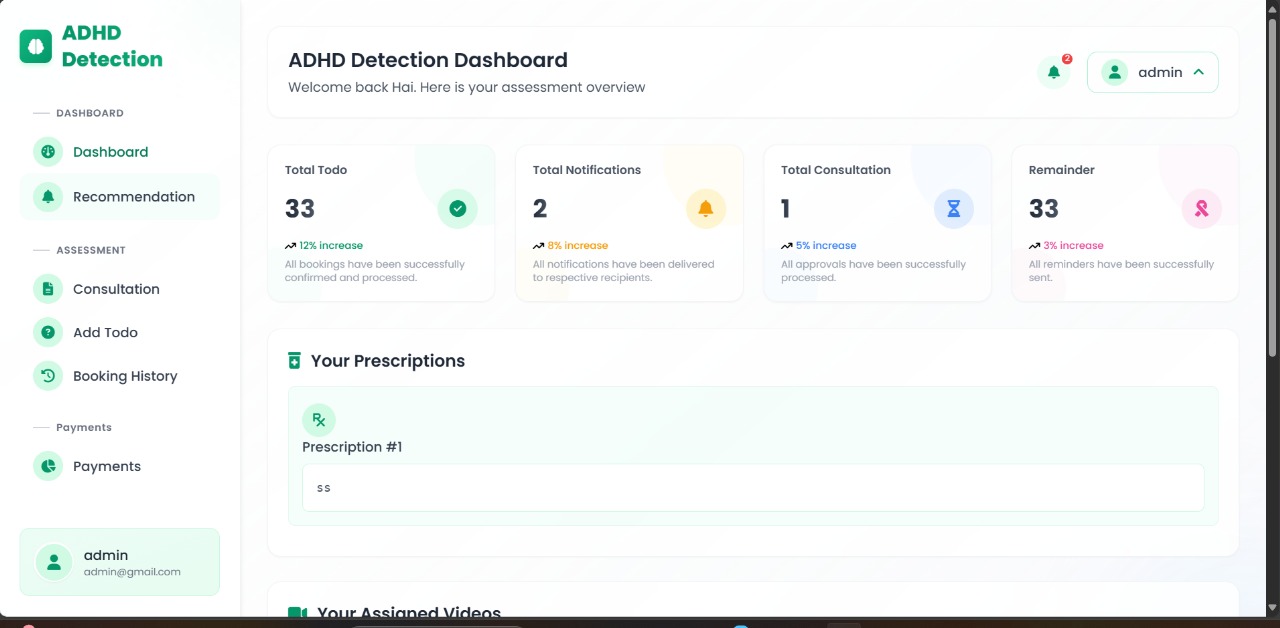 ADHD
Detection
DASHBOARD
Dashboard
Recommendation
ASSESSMENT
Consultation
Add Todo
Booking History
Payments
Payments
admin
admin@gmail.com
ADHD Detection Dashboard
Welcome back Hai. Here is your assessment overview
2
admin
Total Todo
33
12% increase
All bookings have been successfully
confirmed and processed.
Total Notifications
2
8% increase
All notifications have been delivered
to respective recipients.
Total Consultation
1
5% increase
All approvals have been successfully
processed.
Remainder
33
3% increase
All reminders have been successfully
sent.
Your Prescriptions
Prescription #1
ss
Your Assigned Videos